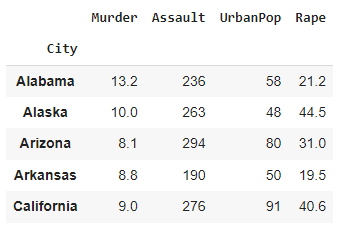 Murder Assault UrbanPop Rape
City
Alabama 13.2 236 58 21.2
Alaska 10.0 263 48 44.5
Arizona 8.1 294 80 31.0
Arkansas 8.8 190 50 19.5
California 9.0 276 91 40.6